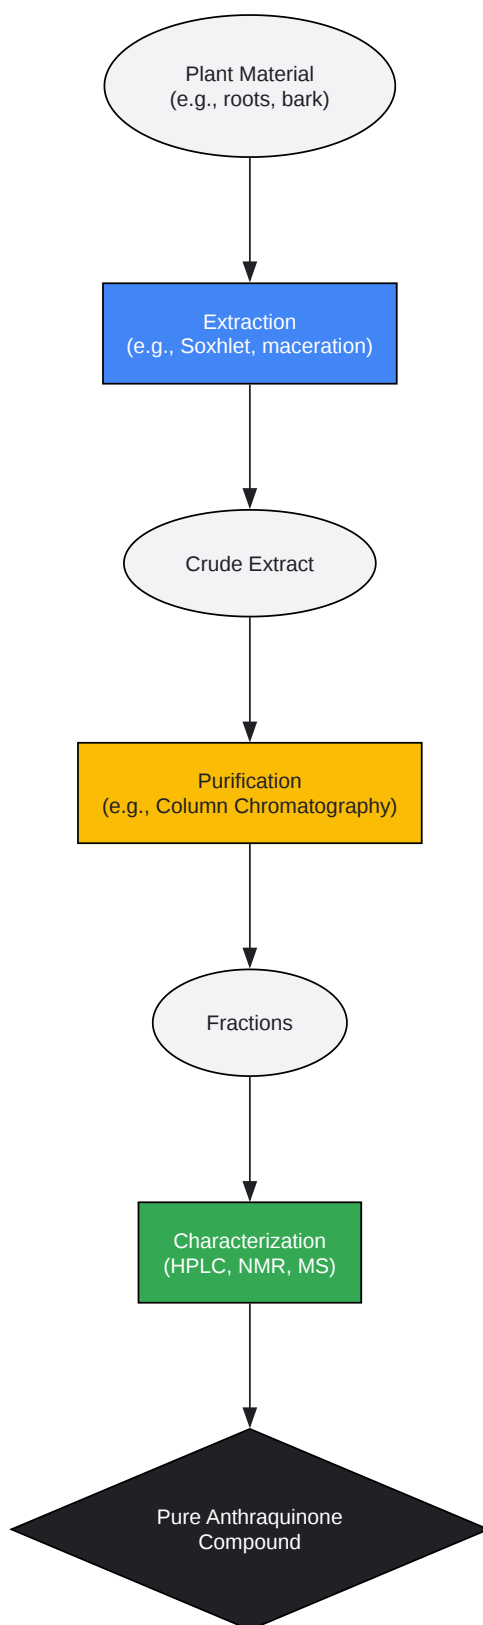 Plant Material
(e.g., roots, bark)
Extraction
(e.g., Soxhlet, maceration)
Crude Extract
Purification
(e.g., Column Chromatography)
Fractions
Characterization
(HPLC, NMR, MS)
Pure Anthraquinone
Compound